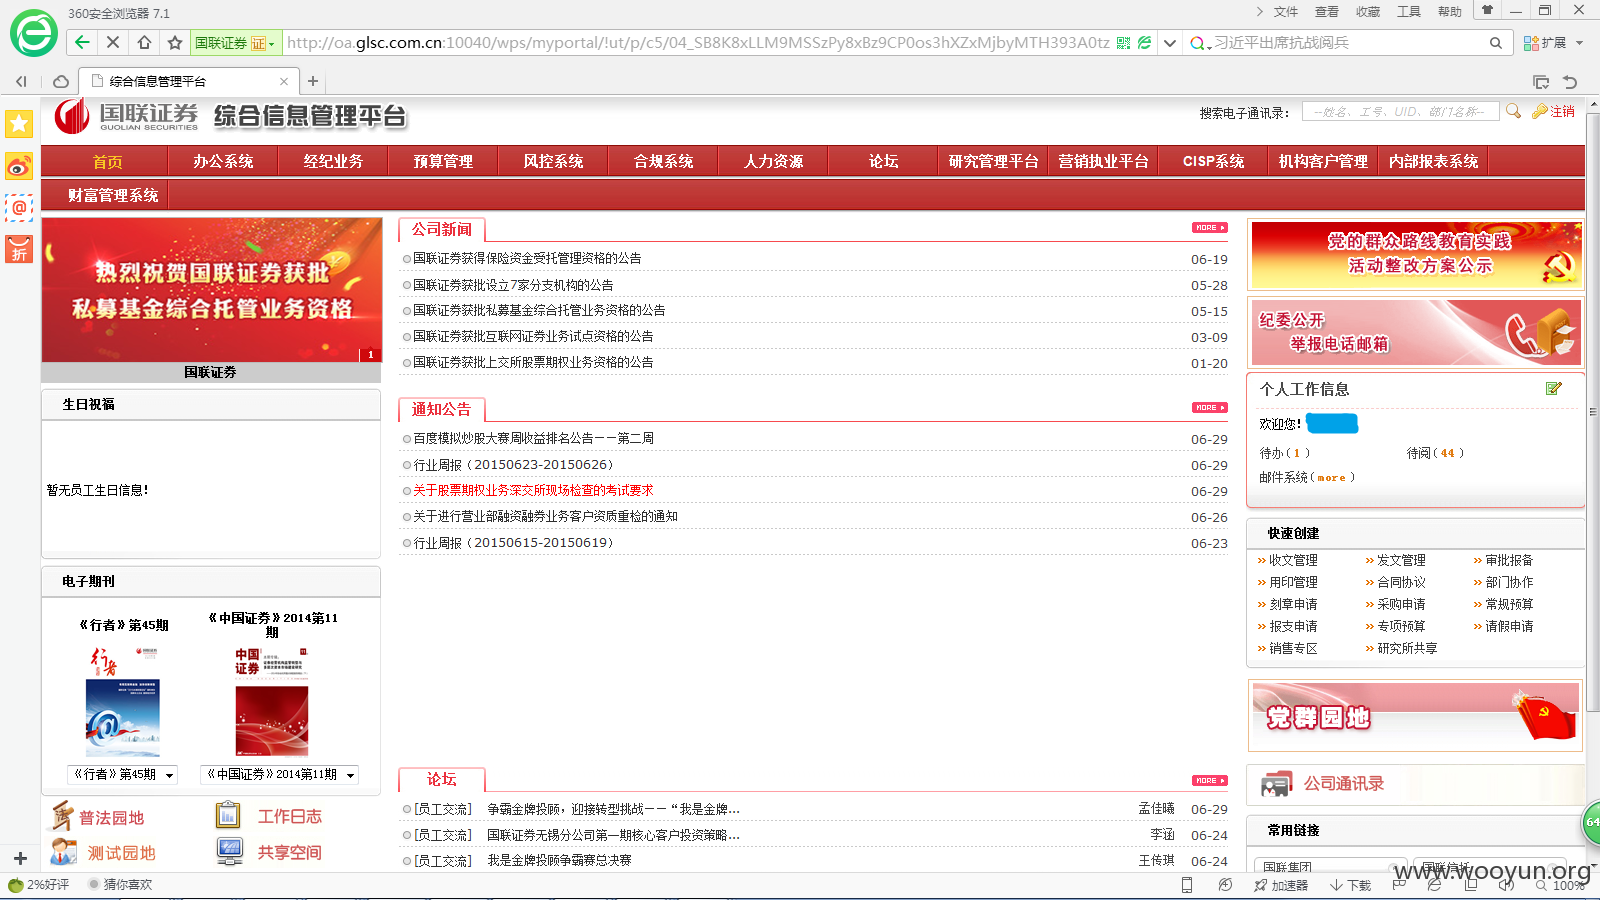 360安全浏览器 7.1
文件 查看 收藏 工具 帮助
国联证券 证 http://oa.glsc.com.cn:10040/wps/myportal/!ut/p/c5/04_SB8K8xLLM9MSSzPy8xBz9CP0os3hXZxMjbyMTH393A0tz 习近平出席抗战阅兵 扩展
综合信息管理平台
国联证券 GUOLIAN SECURITIES 综合信息管理平台
搜索电子通讯录： --姓名、工号、UID、部门名称-- 注销
首页 办公系统 经纪业务 预算管理 风控系统 合规系统 人力资源 论坛 研究管理平台 营销执业平台 CISP系统 机构客户管理 内部报表系统
财富管理系统
热烈祝贺国联证券获批
私募基金综合托管业务资格
1
国联证券
生日祝福
暂无员工生日信息！
电子期刊
《行者》第45期
《中国证券》2014第11期
行者
中国证券
《行者》第45期
《中国证券》2014第11期
普法园地 工作日志
测试园地 共享空间
公司新闻 MORE
国联证券获得保险资金受托管理资格的公告 06-19
国联证券获批设立7家分支机构的公告 05-28
国联证券获批私募基金综合托管业务资格的公告 05-15
国联证券获批互联网证券业务试点资格的公告 03-09
国联证券获批上交所股票期权业务资格的公告 01-20
通知公告 MORE
百度模拟炒股大赛周收益排名公告－－第二周 06-29
行业周报（20150623-20150626） 06-29
关于股票期权业务深交所现场检查的考试要求 06-29
关于进行营业部融资融券业务客户资质重检的通知 06-26
行业周报（20150615-20150619） 06-23
论坛 MORE
[员工交流] 争霸金牌投顾，迎接转型挑战－－“我是金牌... 孟佳曦 06-29
[员工交流] 国联证券无锡分公司第一期核心客户投资策略... 李涵 06-24
[员工交流] 我是金牌投顾争霸赛总决赛 王传琪 06-24
党的群众路线教育实践
活动整改方案公示
纪委公开
举报电话邮箱
个人工作信息
欢迎您！
待办（1） 待阅（44）
邮件系统（more）
快速创建
收文管理 发文管理 审批报备
用印管理 合同协议 部门协作
刻章申请 采购申请 常规预算
报支申请 专项预算 请假申请
销售专区 研究所共享
党群园地
公司通讯录
常用链接
国联集团 国联信托
64
www.wooyun.org
2%好评 猜你喜欢
加速器 下载 100%